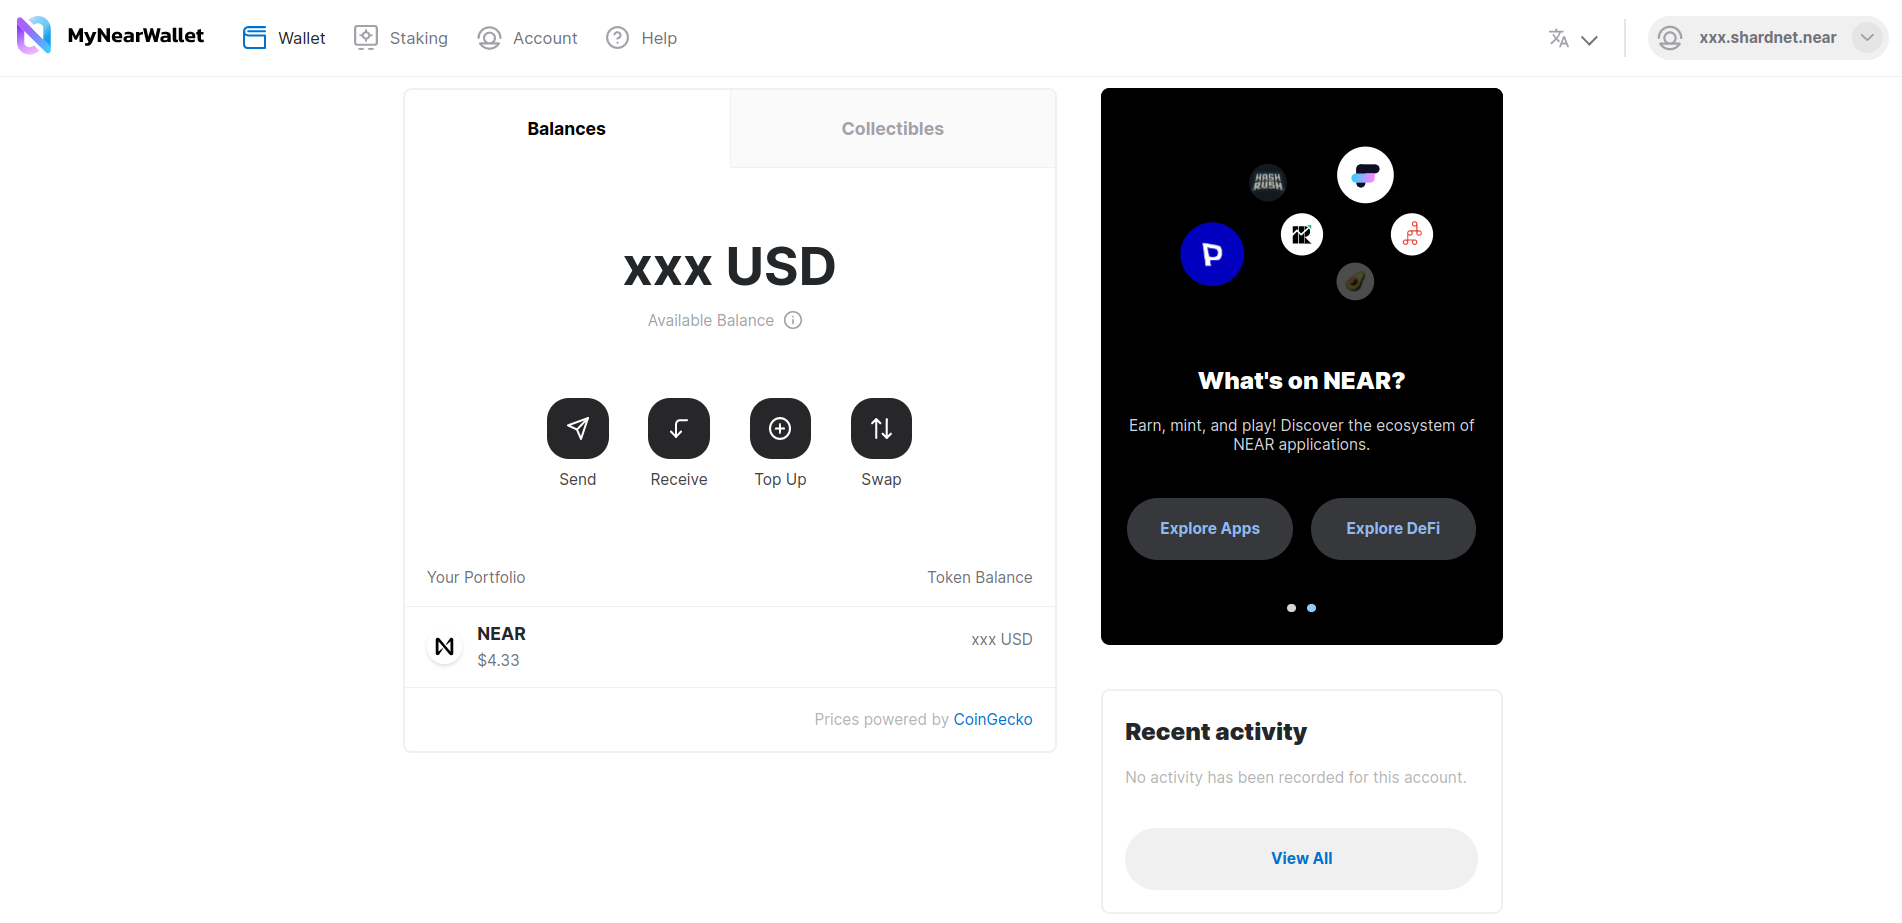 MyNearWallet
Wallet
Staking
Account
Help
xxx.shardnet.near
Balances
Collectibles
xxx USD
Available Balance
Send
Receive
Top Up
Swap
Your Portfolio
Token Balance
NEAR
$4.33
xxx USD
Prices powered by CoinGecko
HASH
RUSH
What's on NEAR?
Earn, mint, and play! Discover the ecosystem of
NEAR applications.
Explore Apps
Explore DeFi
Recent activity
No activity has been recorded for this account.
View All